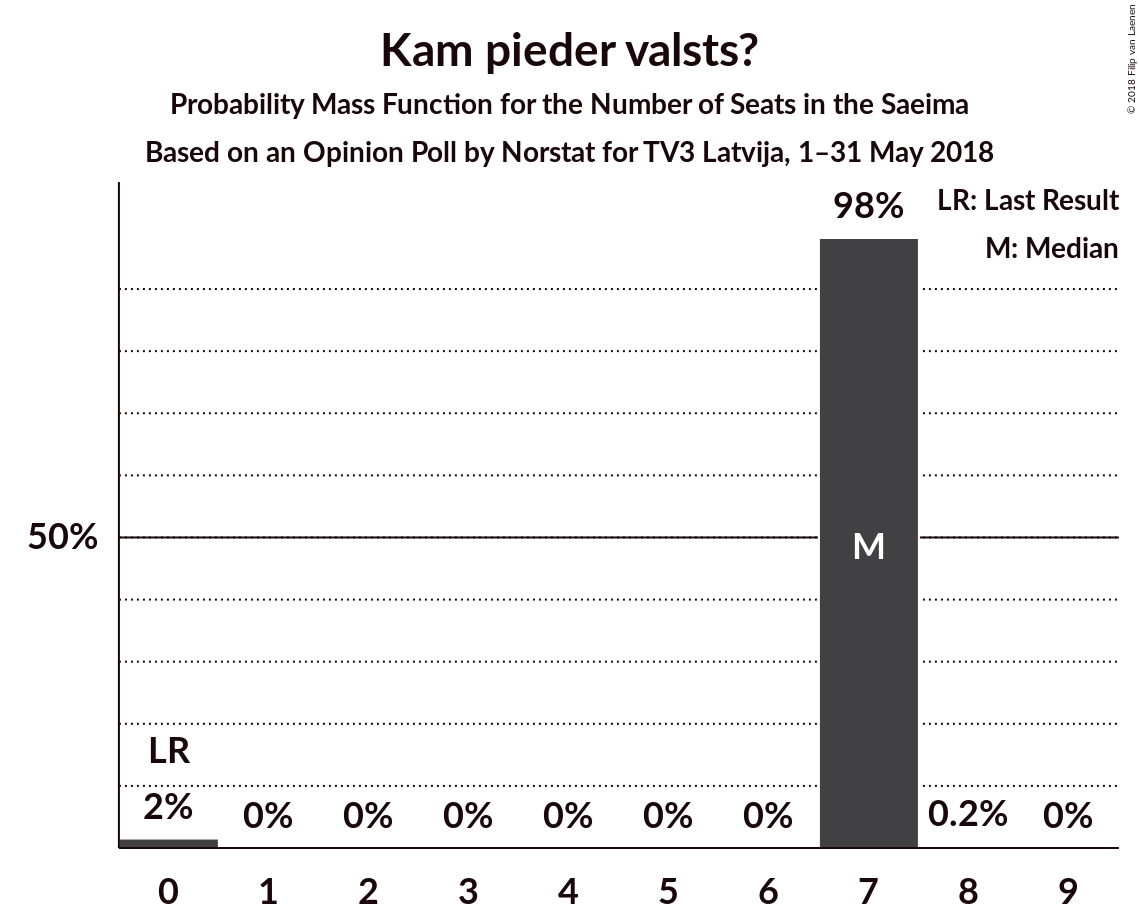 Kam pieder valsts?
Probability Mass Function for the Number of Seats in the Saeima
Based on an Opinion Poll by Norstat for TV3 Latvija, 1–31 May 2018
© 2018 Filip van Laenen
LR: Last Result
M: Median
98%
50%
M
LR
2% 0% 0% 0% 0% 0% 0% 0.2% 0%
0 1 2 3 4 5 6 7 8 9